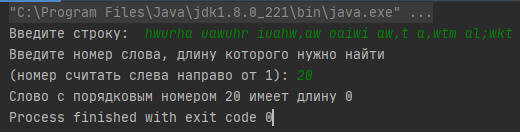 "C:\Program Files\Java\jdk1.8.0_221\bin\java.exe" ...
Введите строку:  hwurha uawuhr iuahw,aw oaiwi aw,t a,wtm al;wkt
Введите номер слова, длину которого нужно найти
(номер считать слева направо от 1): 20
Слово с порядковым номером 20 имеет длину 0
Process finished with exit code 0